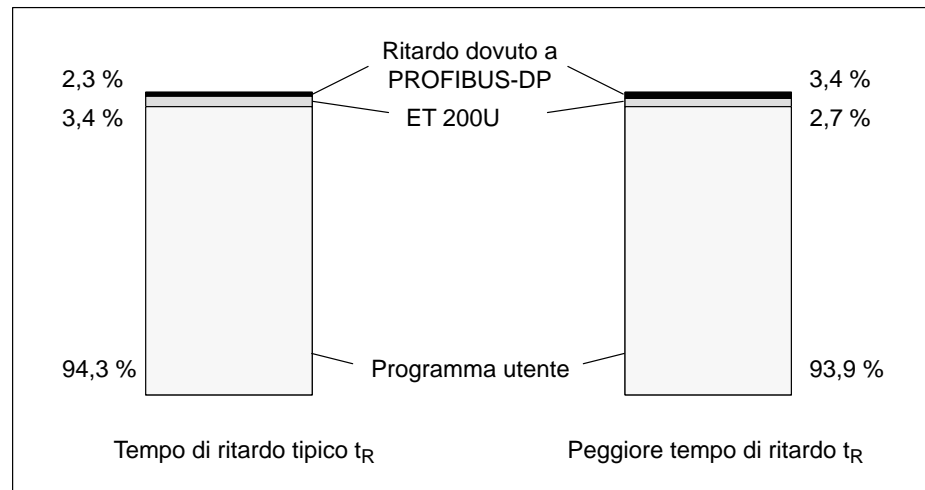 Ritardo dovuto a
2,3 % PROFIBUS-DP 3,4 %
3,4 % ET 200U 2,7 %
94,3 % Programma utente 93,9 %
Tempo di ritardo tipico tR Peggiore tempo di ritardo tR